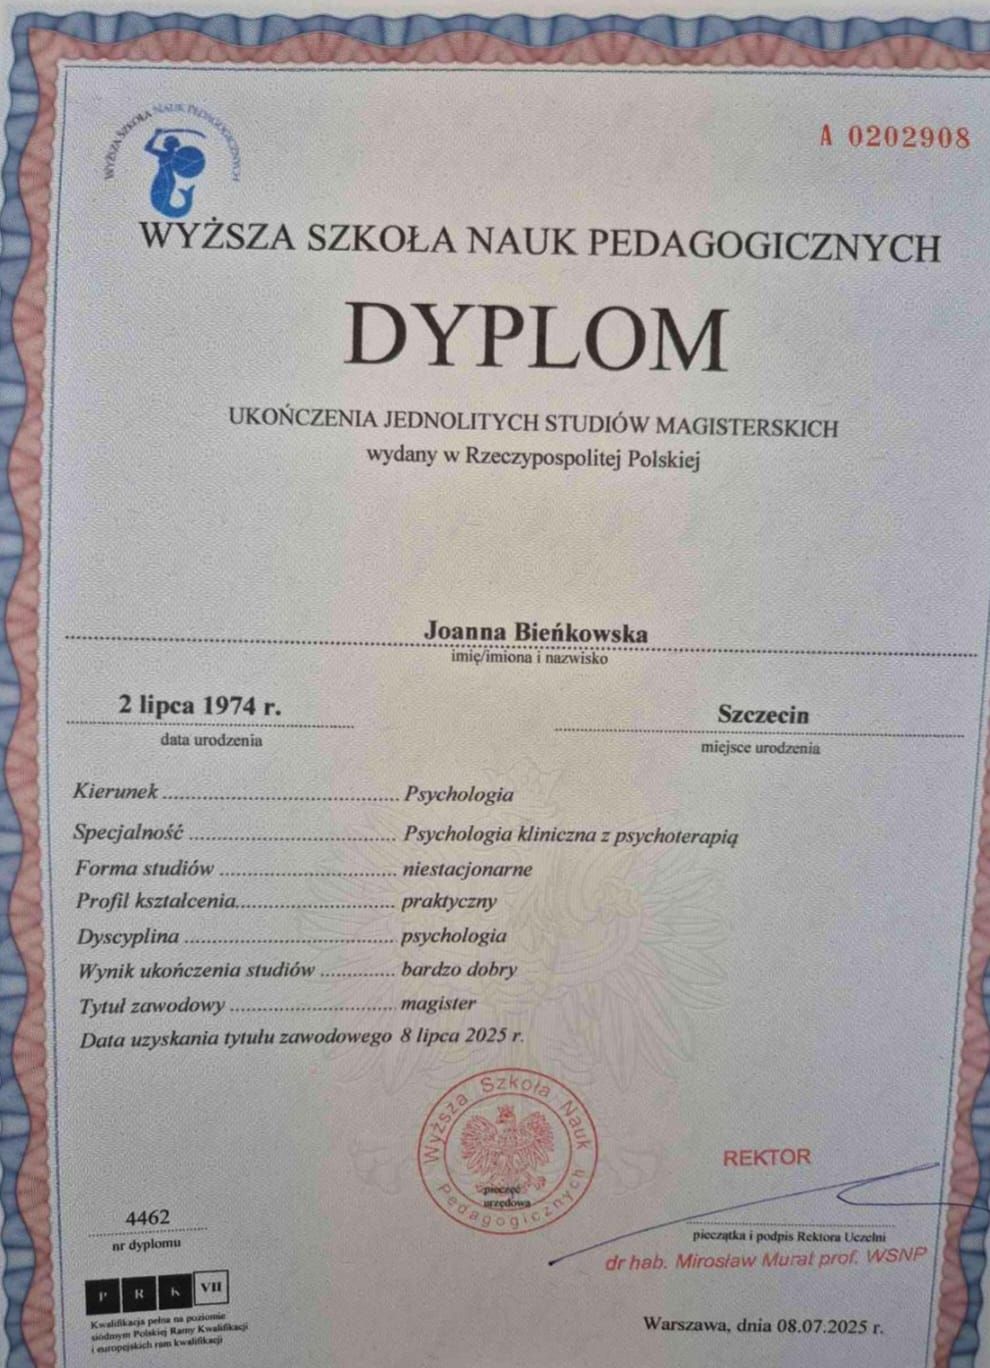 WYŻSZA SZKOŁA NAUK PEDAGOGICZNYCH
A 0202908
WYŻSZA SZKOŁA NAUK PEDAGOGICZNYCH
DYPLOM
UKOŃCZENIA JEDNOLITYCH STUDIÓW MAGISTERSKICH
wydany w Rzeczypospolitej Polskiej
Joanna Bieńkowska
imię/imiona i nazwisko
2 lipca 1974 r.
data urodzenia
Szczecin
miejsce urodzenia
Kierunek ........................................ Psychologia
Specjalność ................................... Psychologia kliniczna z psychoterapią
Forma studiów .............................. niestacjonarne
Profil kształcenia........................... praktyczny
Dyscyplina .................................... psychologia
Wynik ukończenia studiów ............. bardzo dobry
Tytuł zawodowy ............................ magister
Data uzyskania tytułu zawodowego 8 lipca 2025 r.
Wyższa Szkoła Nauk Pedagogicznych
pieczęć
urzędowa
REKTOR
4462
nr dyplomu
pieczątka i podpis Rektora Uczelni
dr hab. Mirosław Murat prof. WSNP
P R K VII
Kwalifikacja pełna na poziomie
siódmym Polskiej Ramy Kwalifikacji
i europejskich ram kwalifikacji
Warszawa, dnia 08.07.2025 r.